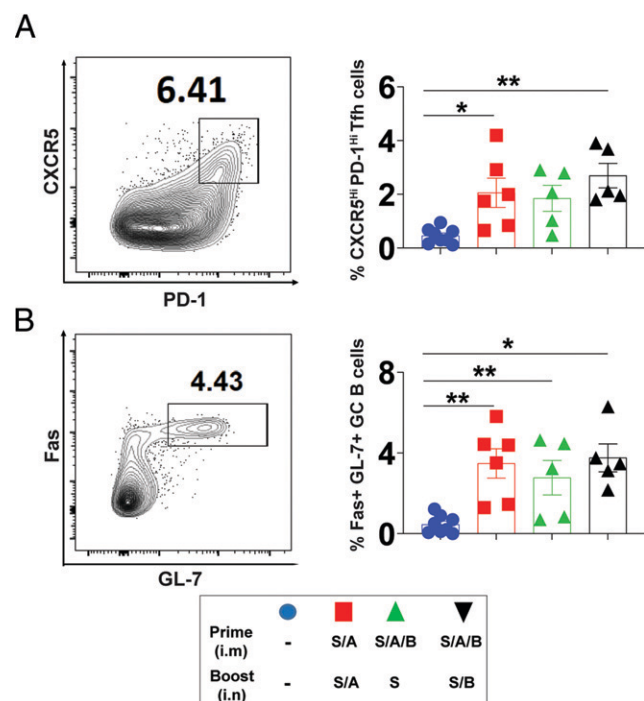 A
6.41
CXCR5
PD-1
% CXCR5Hi PD-1Hi Tfh cells
6
4
2
0
*
**
B
4.43
Fas
GL-7
% Fas+ GL-7+ GC B cells
8
4
0
**
**
*
Prime (i.m) - S/A S/A/B S/A/B
Boost (i.n) - S/A S S/B